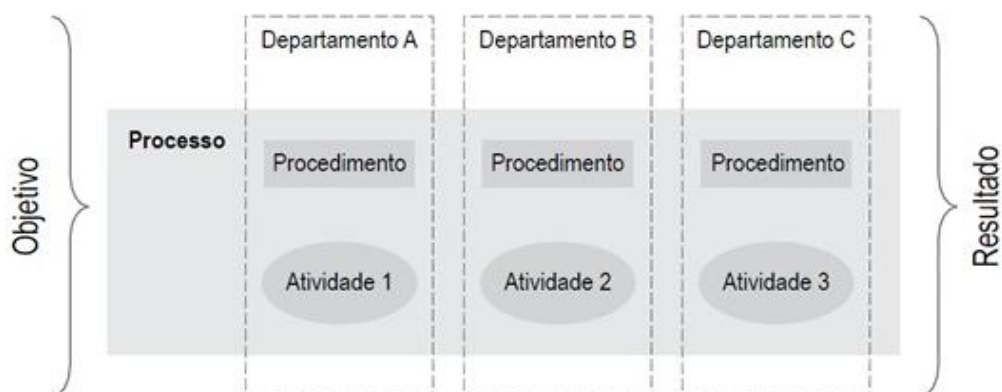 Departamento A
Departamento B
Departamento C
Objetivo
Processo
Procedimento
Procedimento
Procedimento
Atividade 1
Atividade 2
Atividade 3
Resultado